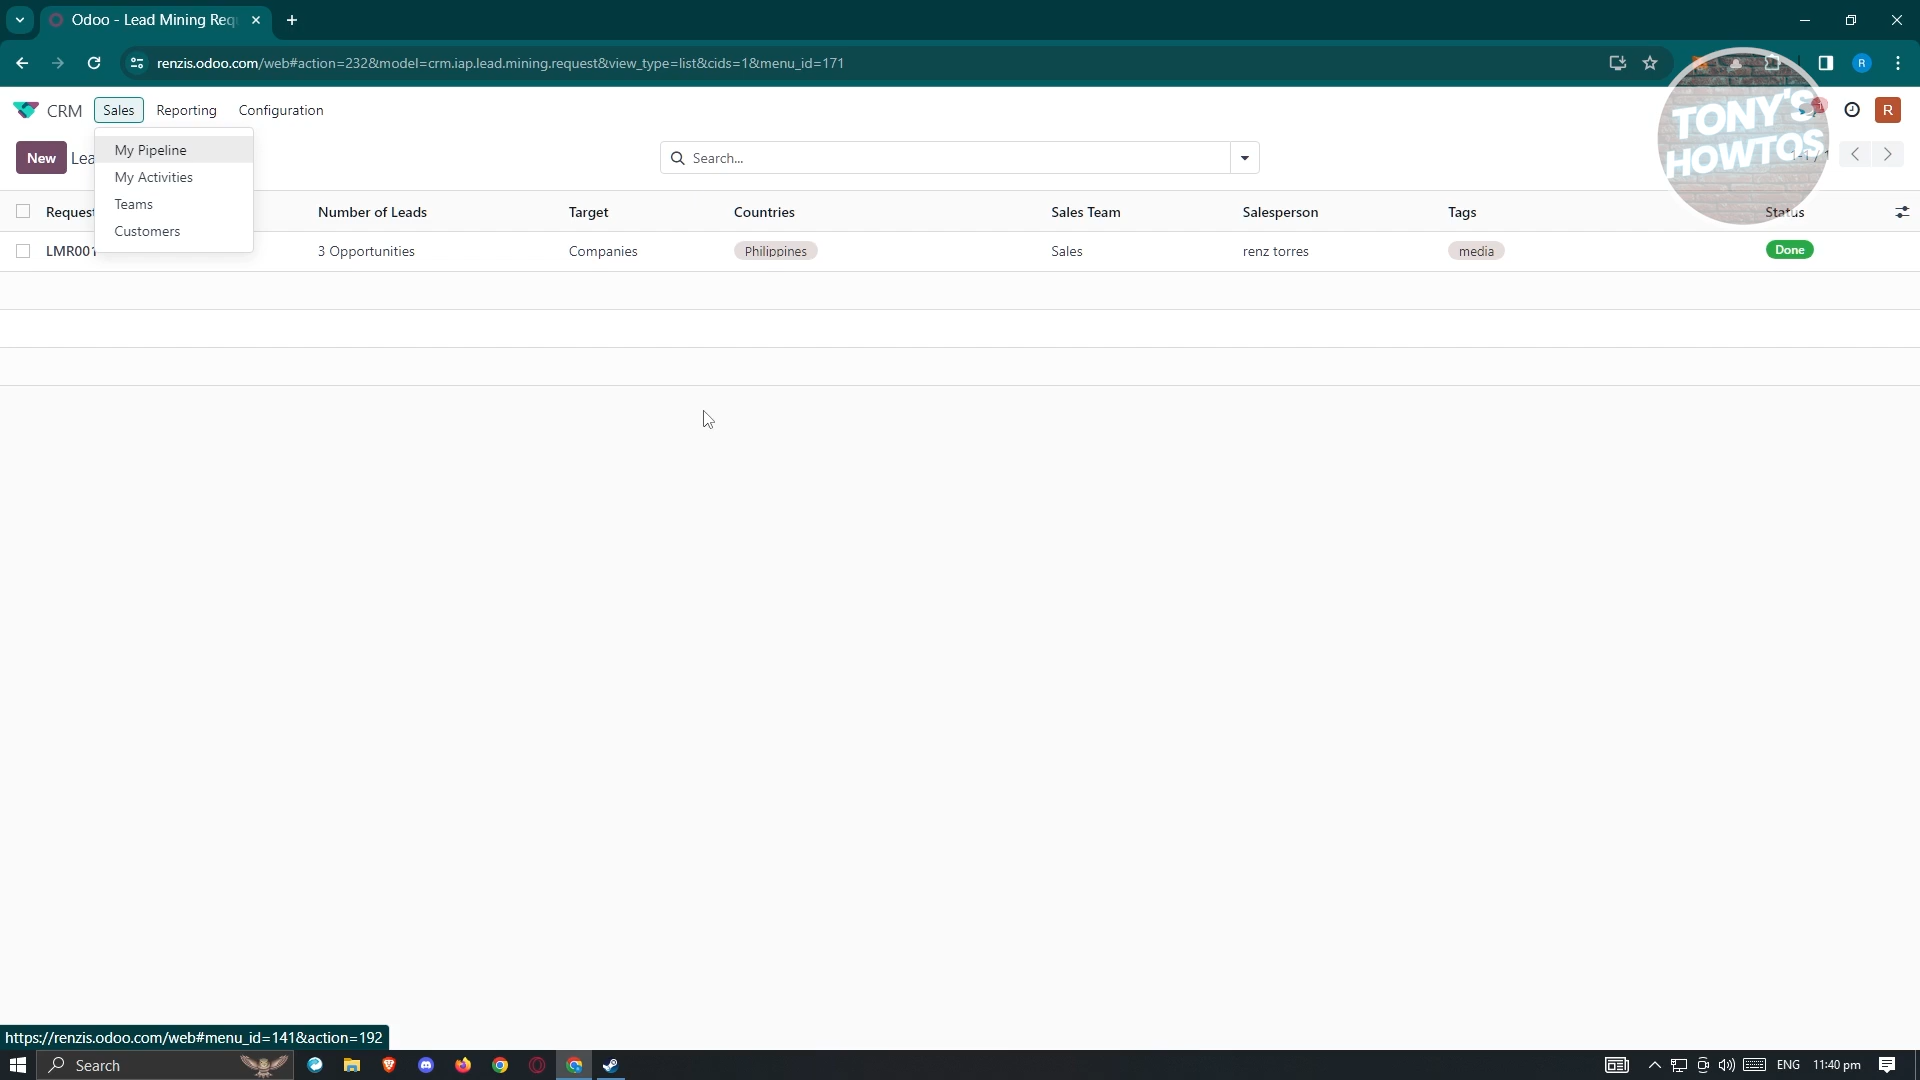 Odoo - Lead Mining Requ
renzis.odoo.com/web#action=232&model=crm.iap.lead.mining.request&view_type=list&cids=1&menu_id=171
R
CRM Sales Reporting Configuration
R
TONY'S HOWTOS
New Lea
Search...
My Pipeline
My Activities
Teams
Customers
Request Number of Leads Target Countries Sales Team Salesperson Tags Status
LMR001 3 Opportunities Companies Philippines Sales renz torres media Done
https://renzis.odoo.com/web#menu_id=141&action=192
Search
ENG 11:40 pm